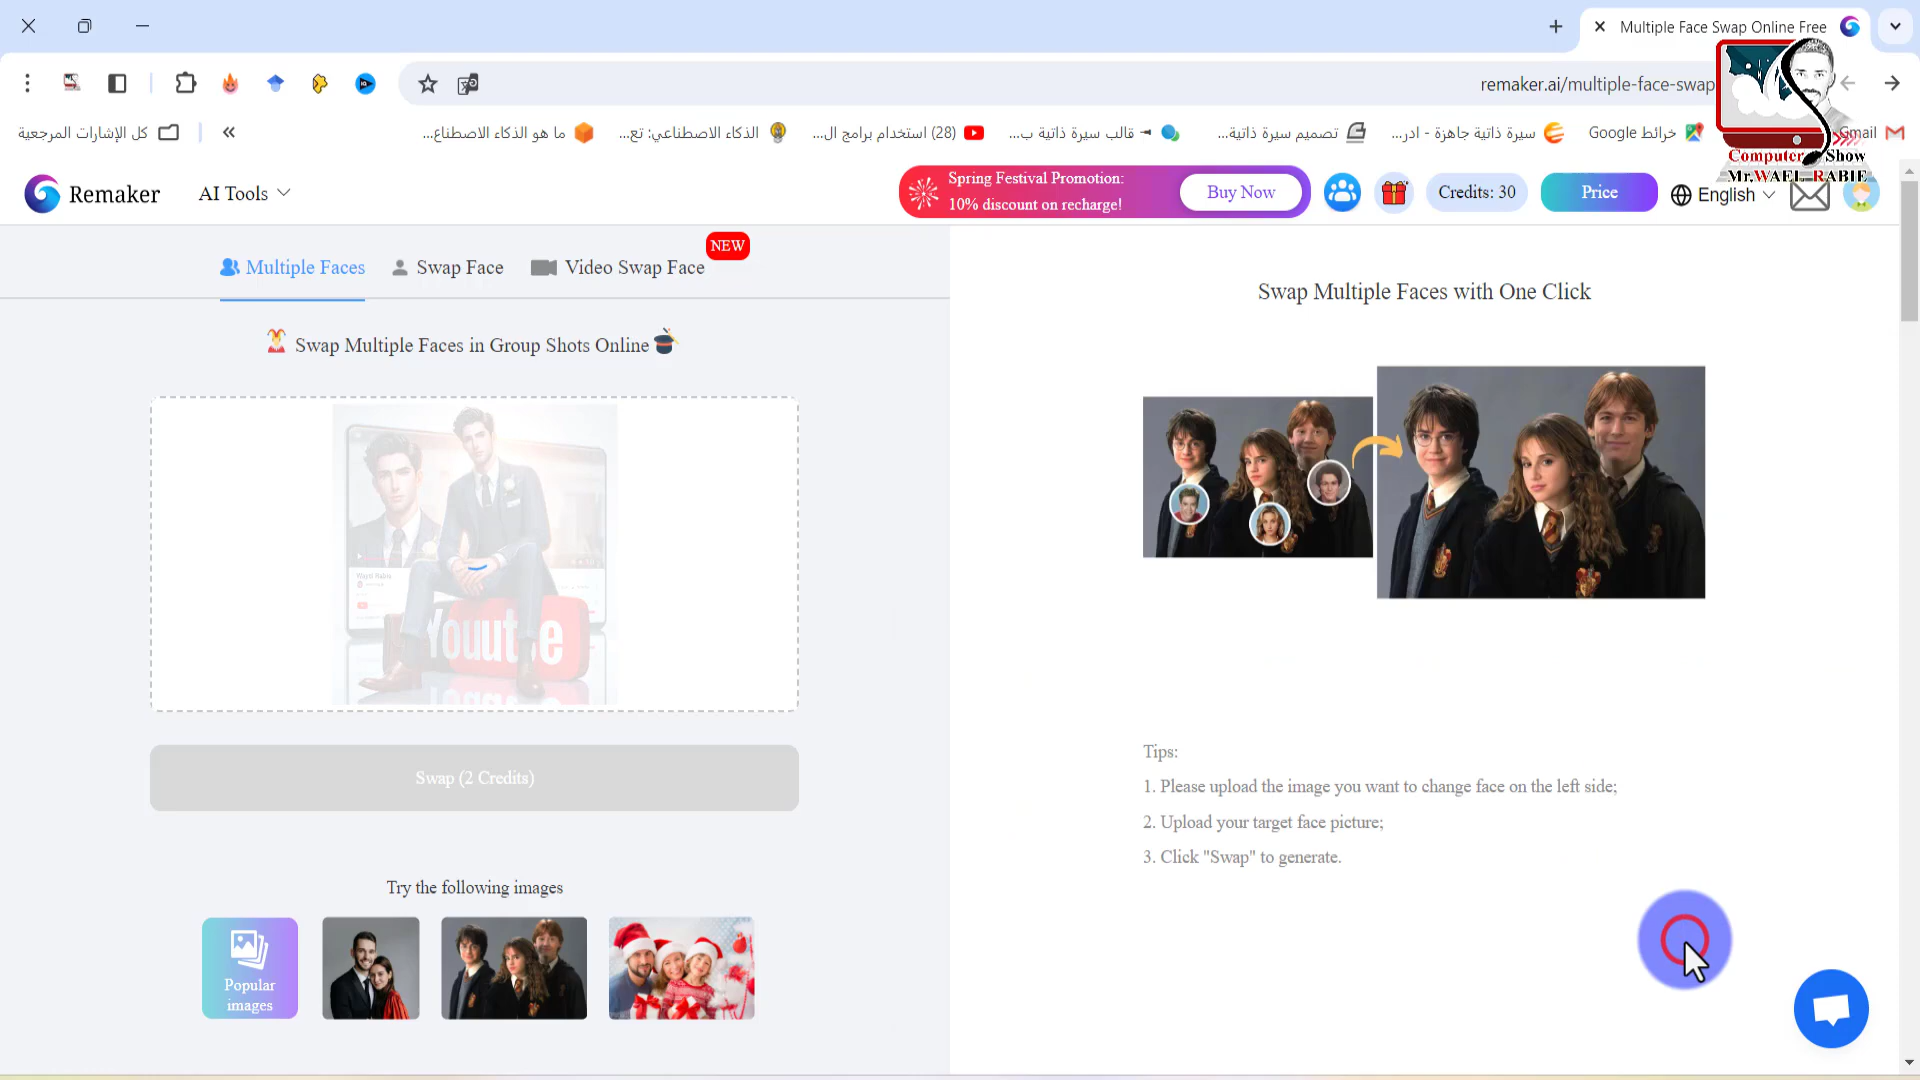 Multiple Face Swap Online Free
remaker.ai/multiple-face-swap
كل الإشارات المرجعية
ما هو الذكاء الاصطناع...
الذكاء الاصطناعي: تع...
(28) استخدام برامج ال...
قالب سيرة ذاتية ب...
تصميم سيرة ذاتية...
سيرة ذاتية جاهزة - ادر...
خرائط Google
Gmail
Computer Show
Mr.WAEL RABIE
Remaker
AI Tools
Spring Festival Promotion:
10% discount on recharge!
Buy Now
Credits: 30
Price
English
Multiple Faces
Swap Face
Video Swap Face
NEW
Swap Multiple Faces in Group Shots Online
Wayel Rabie
Youutbe
Swap (2 Credits)
Try the following images
Popular
images
Swap Multiple Faces with One Click
Tips:
1. Please upload the image you want to change face on the left side;
2. Upload your target face picture;
3. Click "Swap" to generate.